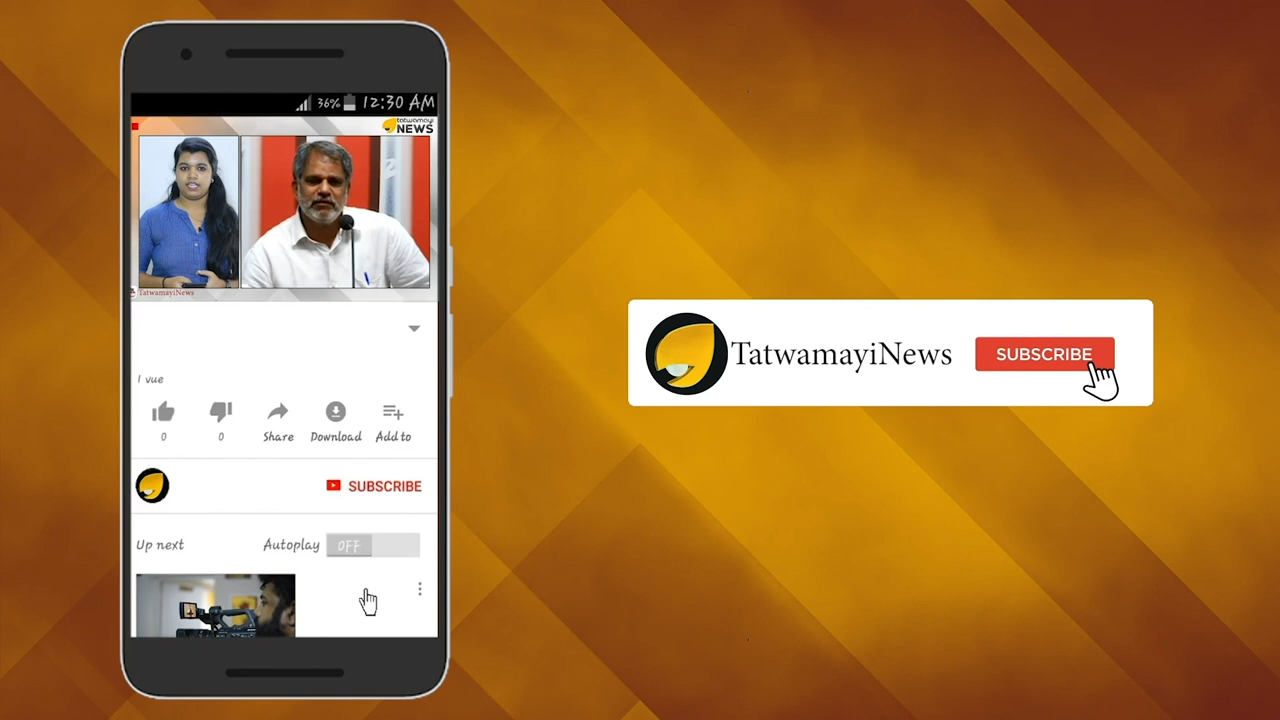 36% 12:30 AM
tatwamayi
NEWS
TatwamayiNews
1 vue
0 0 Share Download Add to
SUBSCRIBE
Up next Autoplay OFF
TatwamayiNews SUBSCRIBE